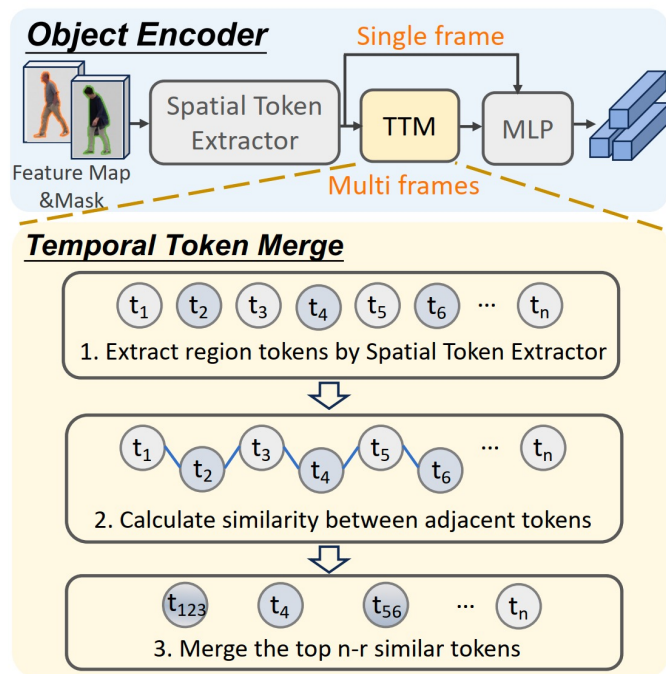 Object Encoder
Single frame
Spatial Token
Extractor
TTM
MLP
Feature Map
&Mask
Multi frames
Temporal Token Merge
t1 t2 t3 t4 t5 t6 ... tn
1. Extract region tokens by Spatial Token Extractor
t1 t2 t3 t4 t5 t6 ... tn
2. Calculate similarity between adjacent tokens
t123 t4 t56 ... tn
3. Merge the top n-r similar tokens